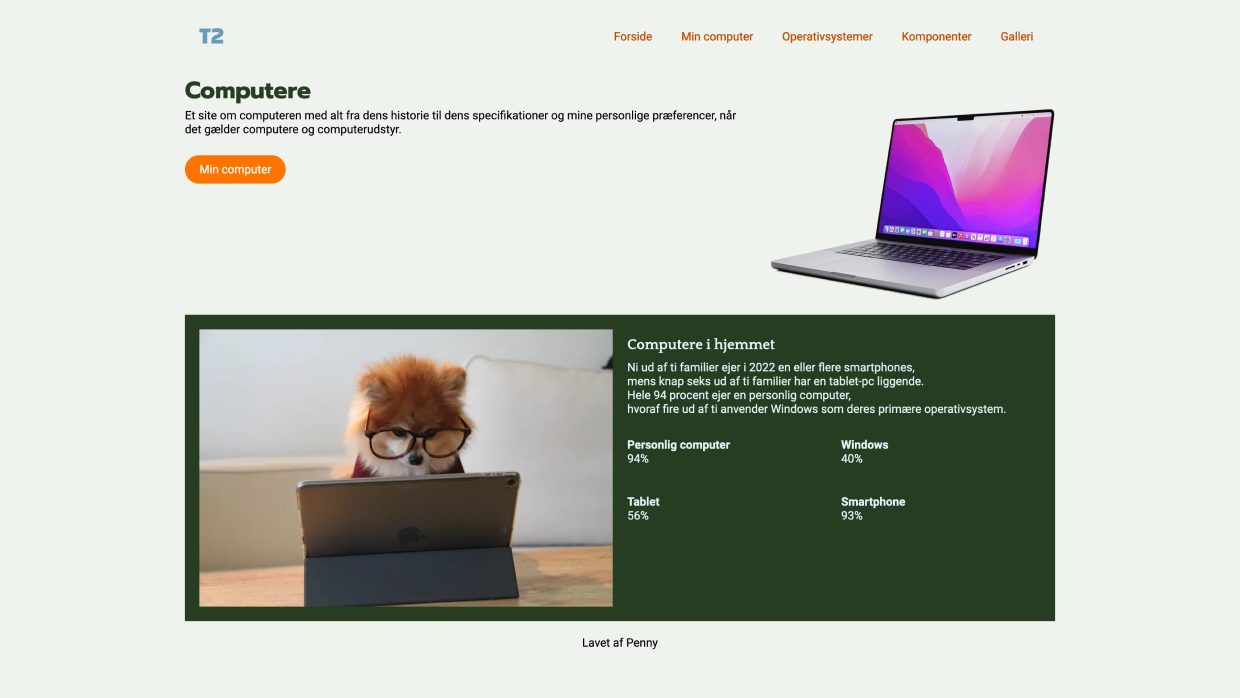 T2
Forside Min computer Operativsystemer Komponenter Galleri
Computere
Et site om computeren med alt fra dens historie til dens specifikationer og mine personlige præferencer, når
det gælder computere og computerudstyr.
Min computer
Computere i hjemmet
Ni ud af ti familier ejer i 2022 en eller flere smartphones,
mens knap seks ud af ti familier har en tablet-pc liggende.
Hele 94 procent ejer en personlig computer,
hvoraf fire ud af ti anvender Windows som deres primære operativsystem.
Personlig computer Windows
94% 40%
Tablet Smartphone
56% 93%
Lavet af Penny